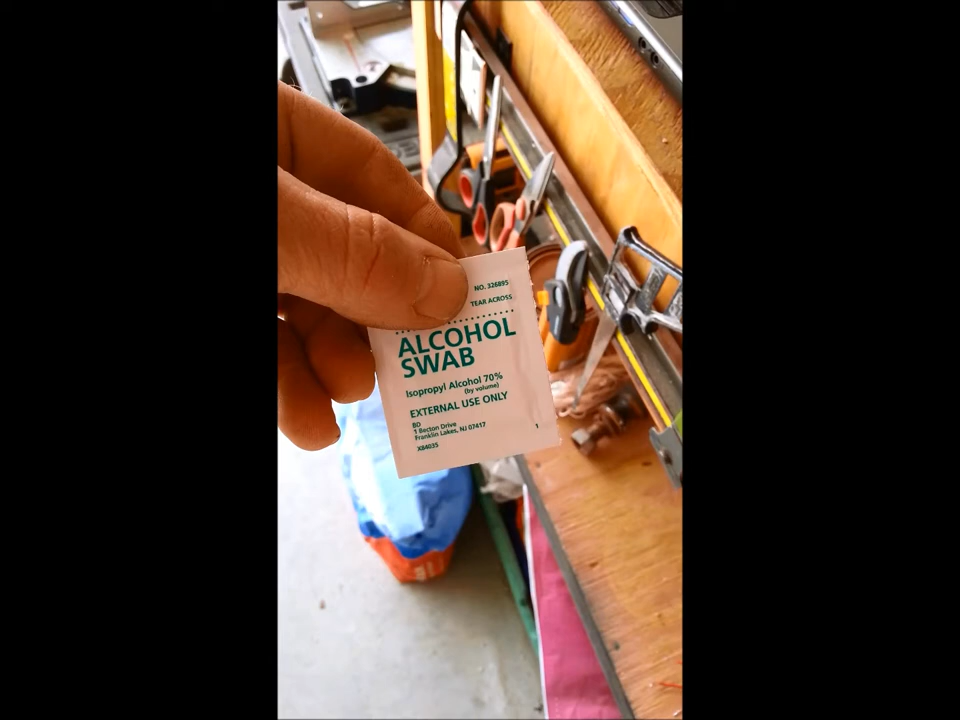 NO. 326895
TEAR ACROSS
ALCOHOL
SWAB
Isopropyl Alcohol 70%
(by volume)
EXTERNAL USE ONLY
BD
1 Becton Drive
Franklin Lakes, NJ 07417
1
X84035